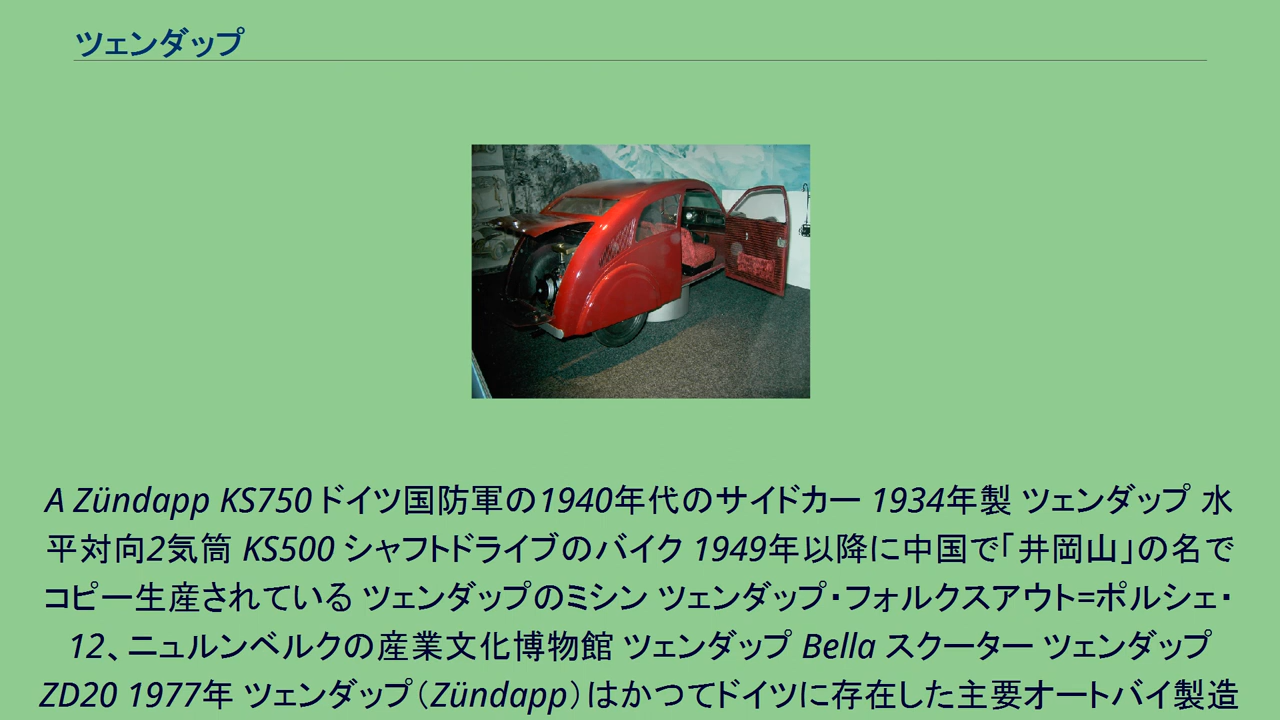 ツェンダップ
A Zündapp KS750 ドイツ国防軍の1940年代のサイドカー 1934年製 ツェンダップ 水
平対向2気筒 KS500 シャフトドライブのバイク 1949年以降に中国で「井岡山」の名で
コピー生産されている ツェンダップのミシン ツェンダップ・フォルクスアウト=ポルシェ・
12、ニュルンベルクの産業文化博物館 ツェンダップ Bella スクーター ツェンダップ
ZD20 1977年 ツェンダップ（Zündapp）はかつてドイツに存在した主要オートバイ製造